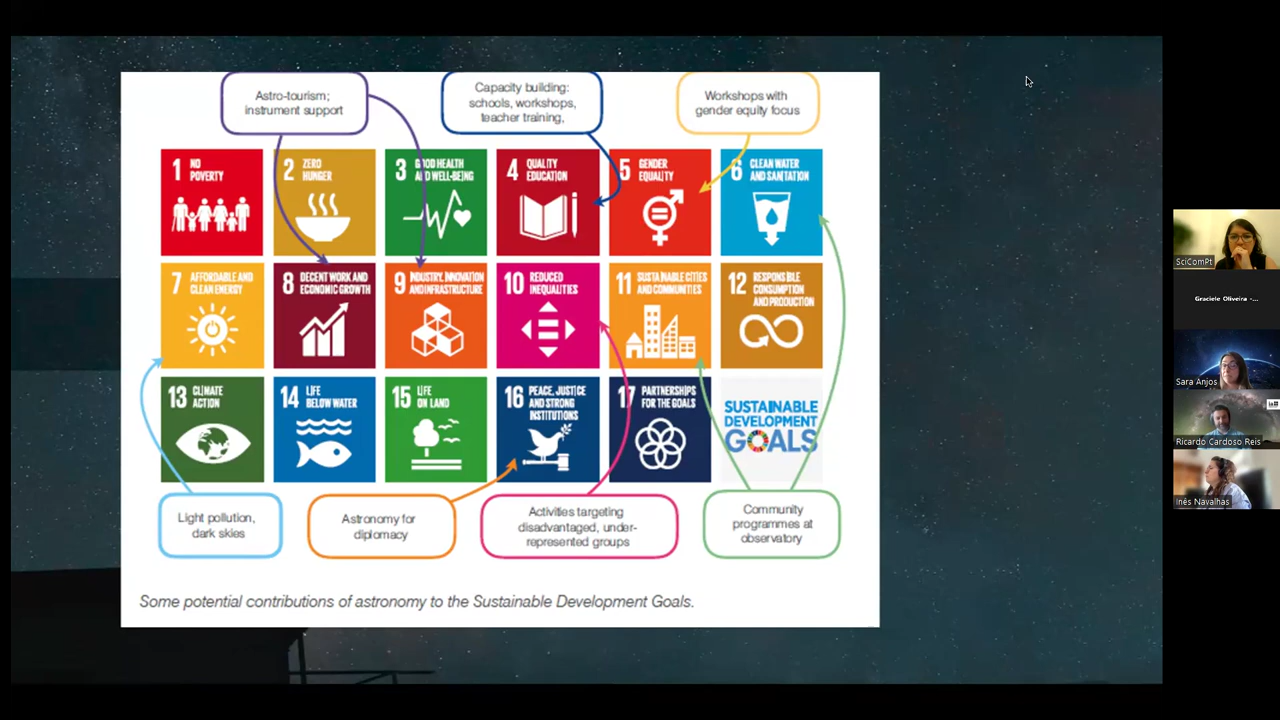 Astro-tourism;
instrument support
Capacity building:
schools, workshops,
teacher training,
Workshops with
gender equity focus
1 NO
POVERTY
2 ZERO
HUNGER
3 GOOD HEALTH
AND WELL-BEING
4 QUALITY
EDUCATION
5 GENDER
EQUALITY
6 CLEAN WATER
AND SANITATION
7 AFFORDABLE AND
CLEAN ENERGY
8 DECENT WORK AND
ECONOMIC GROWTH
9 INDUSTRY, INNOVATION
AND INFRASTRUCTURE
10 REDUCED
INEQUALITIES
11 SUSTAINABLE CITIES
AND COMMUNITIES
12 RESPONSIBLE
CONSUMPTION
AND PRODUCTION
13 CLIMATE
ACTION
14 LIFE
BELOW WATER
15 LIFE
ON LAND
16 PEACE, JUSTICE
AND STRONG
INSTITUTIONS
17 PARTNERSHIPS
FOR THE GOALS
SUSTAINABLE
DEVELOPMENT
GOALS
Light pollution,
dark skies
Astronomy for
diplomacy
Activities targeting
disadvantaged, under-
represented groups
Community
programmes at
observatory
Some potential contributions of astronomy to the Sustainable Development Goals.
SciComPt
Graciele Oliveira -...
Sara Anjos
Ricardo Cardoso Reis
Inês Navalhas